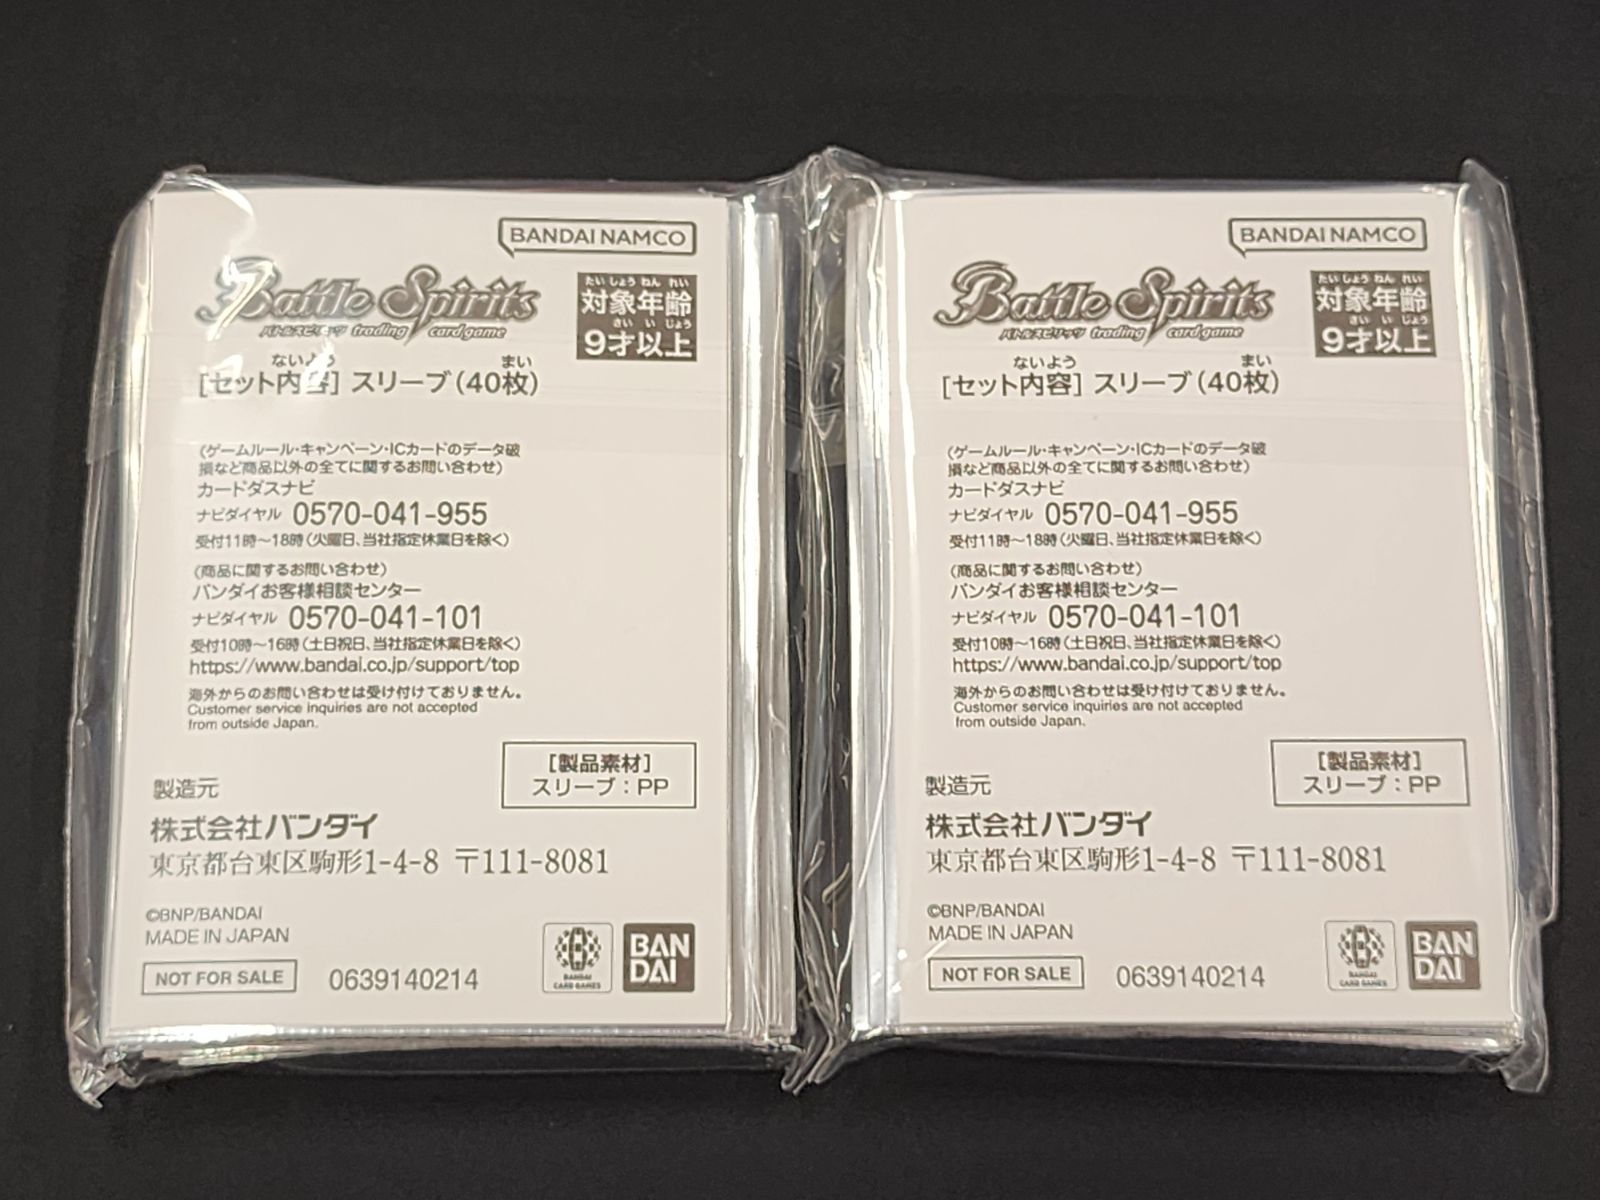 BANDAI NAMCO
Battle Spirits
バトルスピリッツ trading card game
たいしょうねんれい
対象年齢
さいいじょう
9才以上
ないよう まい
[セット内容] スリーブ(40枚)
(ゲームルール・キャンペーン・ICカードのデータ破
損など商品以外の全てに関するお問い合わせ)
カードダスナビ
ナビダイヤル 0570-041-955
受付11時~18時(火曜日、当社指定休業日を除く)
(商品に関するお問い合わせ)
バンダイお客様相談センター
ナビダイヤル 0570-041-101
受付10時~16時(土日祝日、当社指定休業日を除く)
https://www.bandai.co.jp/support/top
海外からのお問い合わせは受け付けておりません。
Customer service inquiries are not accepted
from outside Japan.
[製品素材]
スリーブ:PP
製造元
株式会社バンダイ
東京都台東区駒形1-4-8 〒111-8081
©BNP/BANDAI
MADE IN JAPAN
NOT FOR SALE
0639140214
BANDAI
CARD GAMES
BAN
DAI
BANDAI NAMCO
Battle Spirits
バトルスピリッツ trading card game
たいしょうねんれい
対象年齢
さいいじょう
9才以上
ないよう まい
[セット内容] スリーブ(40枚)
(ゲームルール・キャンペーン・ICカードのデータ破
損など商品以外の全てに関するお問い合わせ)
カードダスナビ
ナビダイヤル 0570-041-955
受付11時~18時(火曜日、当社指定休業日を除く)
(商品に関するお問い合わせ)
バンダイお客様相談センター
ナビダイヤル 0570-041-101
受付10時~16時(土日祝日、当社指定休業日を除く)
https://www.bandai.co.jp/support/top
海外からのお問い合わせは受け付けておりません。
Customer service inquiries are not accepted
from outside Japan.
[製品素材]
スリーブ:PP
製造元
株式会社バンダイ
東京都台東区駒形1-4-8 〒111-8081
©BNP/BANDAI
MADE IN JAPAN
NOT FOR SALE
0639140214
BANDAI
CARD GAMES
BAN
DAI